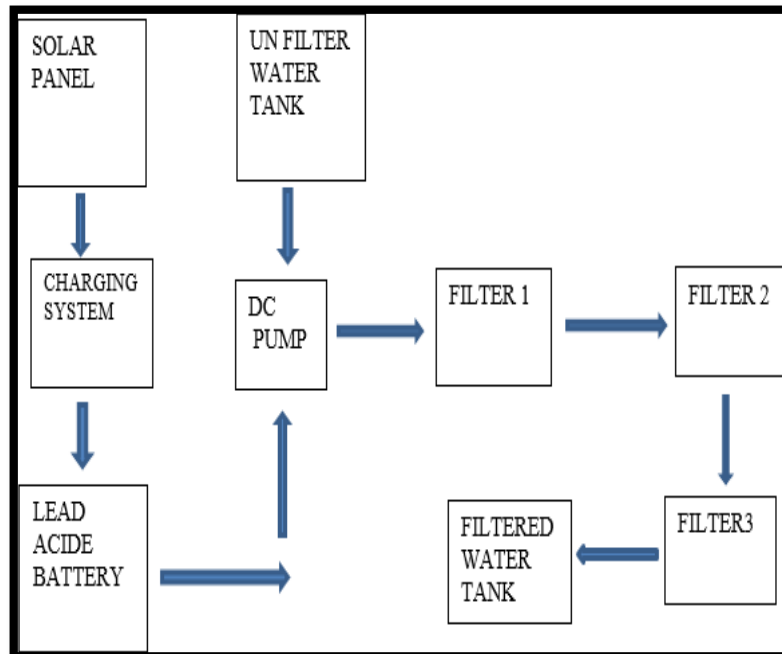 SOLAR
PANEL
UN FILTER
WATER
TANK
CHARGING
SYSTEM
DC
PUMP
FILTER 1
FILTER 2
LEAD
ACIDE
BATTERY
FILTERED
WATER
TANK
FILTER3